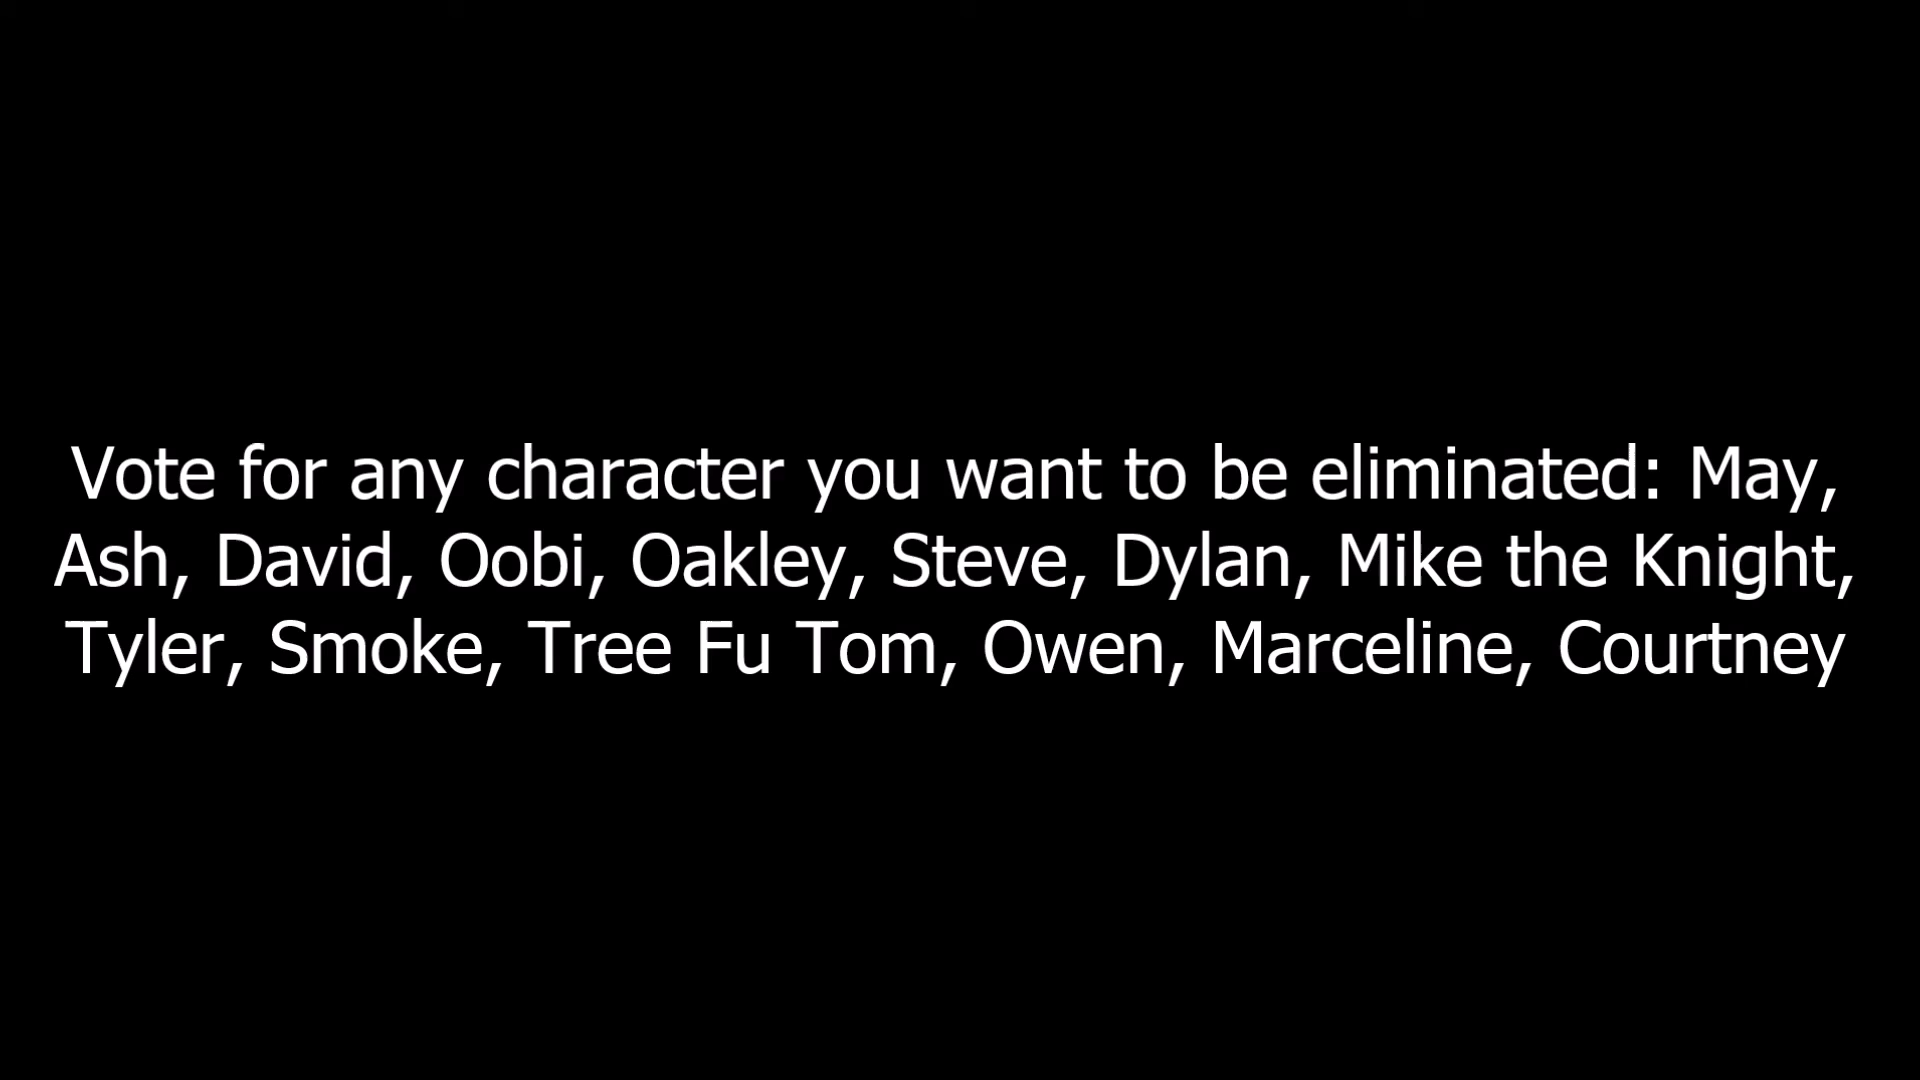 Vote for any character you want to be eliminated: May,
Ash, David, Oobi, Oakley, Steve, Dylan, Mike the Knight,
Tyler, Smoke, Tree Fu Tom, Owen, Marceline, Courtney